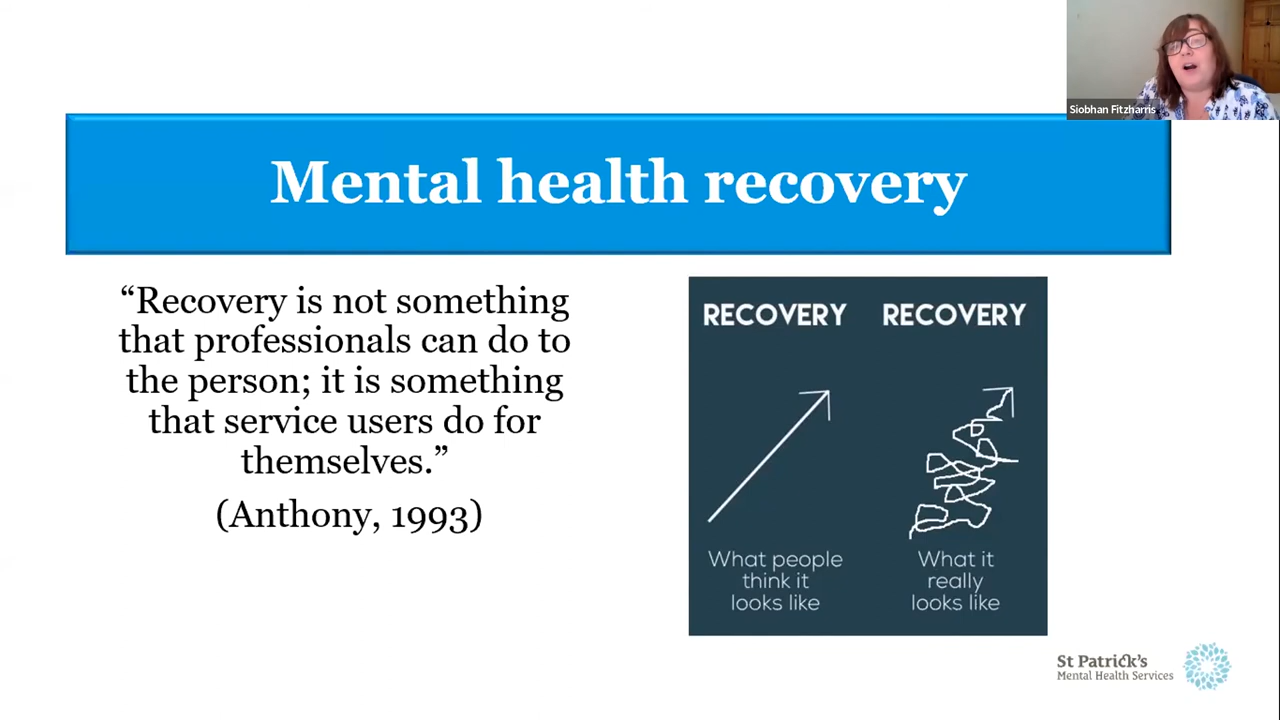 Siobhan Fitzharris
Mental health recovery
“Recovery is not something
that professionals can do to
the person; it is something
that service users do for
themselves.”
(Anthony, 1993)
RECOVERY
What people
think it
looks like
RECOVERY
What it
really
looks like
St Patrick's
Mental Health Services